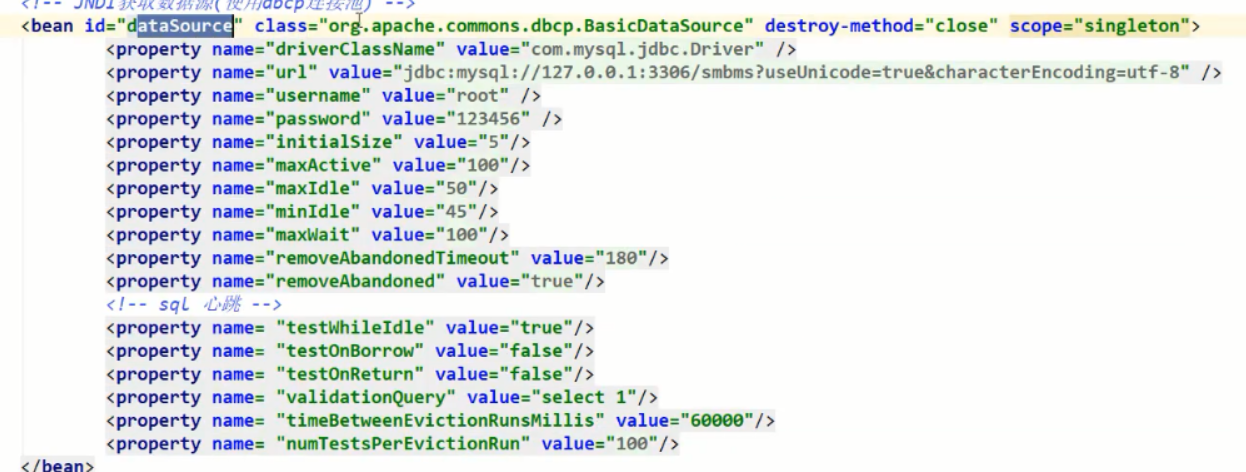 <!-- JNDI获取数据源(使用dbcp连接池) -->
<bean id="dataSource" class="org.apache.commons.dbcp.BasicDataSource" destroy-method="close" scope="singleton">
<property name="driverClassName" value="com.mysql.jdbc.Driver" />
<property name="url" value="jdbc:mysql://127.0.0.1:3306/smbms?useUnicode=true&characterEncoding=utf-8" />
<property name="username" value="root" />
<property name="password" value="123456" />
<property name="initialSize" value="5"/>
<property name="maxActive" value="100"/>
<property name="maxIdle" value="50"/>
<property name="minIdle" value="45"/>
<property name="maxWait" value="100"/>
<property name="removeAbandonedTimeout" value="180"/>
<property name="removeAbandoned" value="true"/>
<!-- sql 心跳 -->
<property name= "testWhileIdle" value="true"/>
<property name= "testOnBorrow" value="false"/>
<property name= "testOnReturn" value="false"/>
<property name= "validationQuery" value="select 1"/>
<property name= "timeBetweenEvictionRunsMillis" value="60000"/>
<property name= "numTestsPerEvictionRun" value="100"/>
</bean>